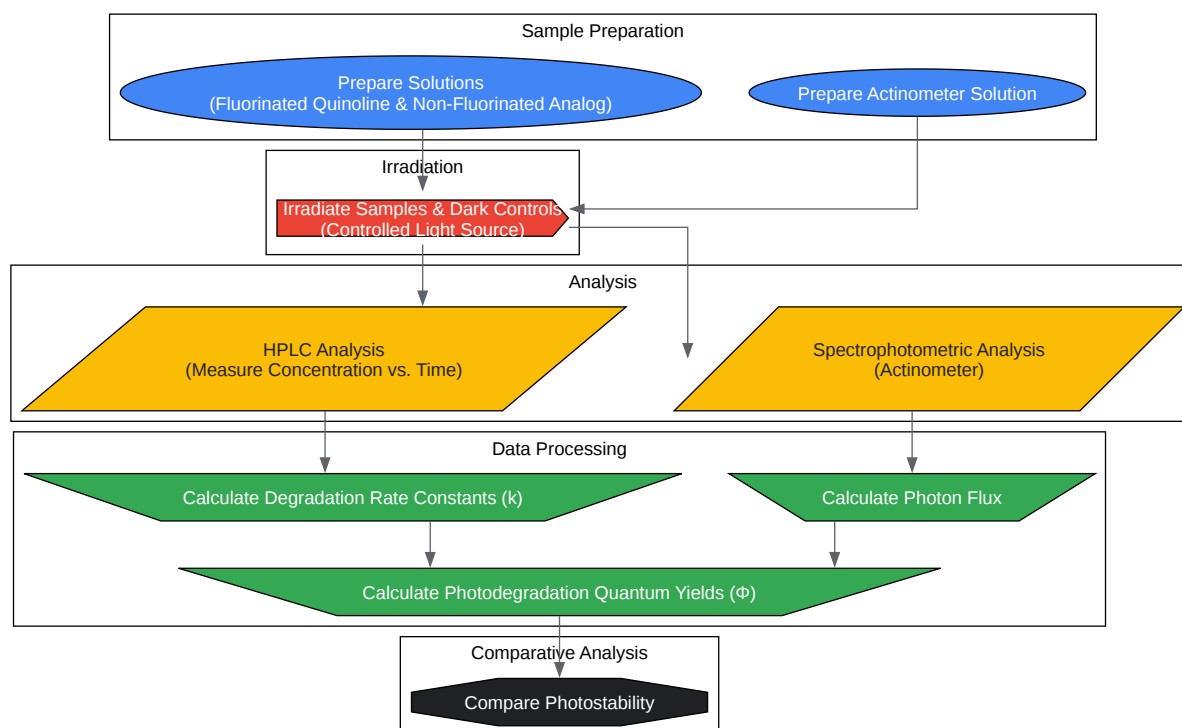 Sample Preparation
Prepare Solutions
(Fluorinated Quinoline & Non-Fluorinated Analog)
Prepare Actinometer Solution
Irradiation
Irradiate Samples & Dark Controls
(Controlled Light Source)
Analysis
HPLC Analysis
(Measure Concentration vs. Time)
Spectrophotometric Analysis
(Actinometer)
Data Processing
Calculate Degradation Rate Constants (k)
Calculate Photon Flux
Calculate Photodegradation Quantum Yields (Φ)
Comparative Analysis
Compare Photostability